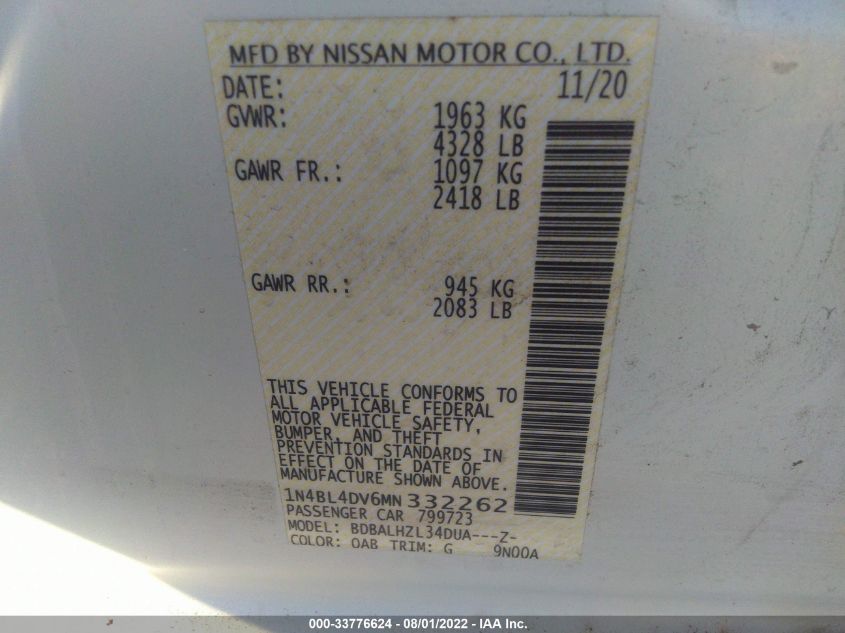 MFD BY NISSAN MOTOR CO., LTD.
DATE: 11/20
GVWR: 1963 KG
4328 LB
GAWR FR.: 1097 KG
2418 LB
GAWR RR.: 945 KG
2083 LB
THIS VEHICLE CONFORMS TO
ALL APPLICABLE FEDERAL
MOTOR VEHICLE SAFETY,
BUMPER, AND THEFT
PREVENTION STANDARDS IN
EFFECT ON THE DATE OF
MANUFACTURE SHOWN ABOVE.
1N4BL4DV6MN332262
PASSENGER CAR 799723
MODEL: BDBALHZL34DUA---Z-
COLOR: QAB TRIM: G 9N00A
000-33776624 - 08/01/2022 - IAA Inc.